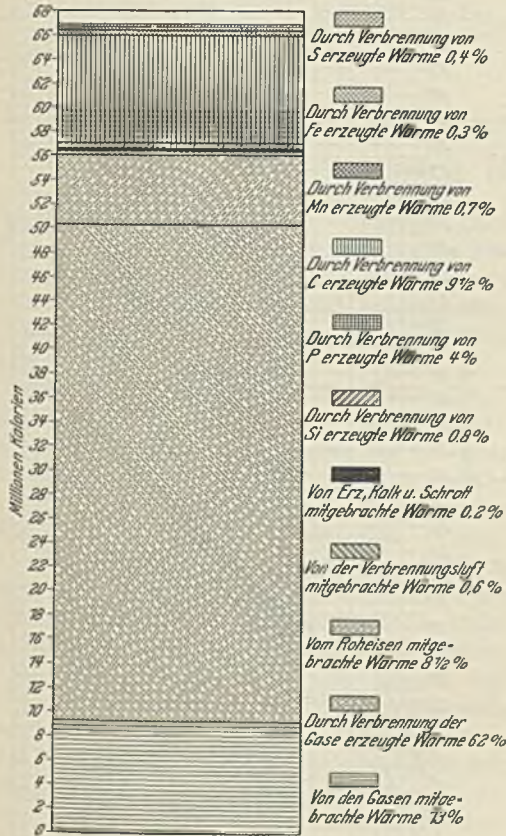 Millionen Kalorien
68
66
64
62
60
58
56
54
52
50
48
46
44
42
40
38
36
34
32
30
28
26
24
22
20
18
16
14
12
10
8
6
4
2
0
Durch Verbrennung von
S erzeugte Wärme 0,4 %
Durch Verbrennung von
Fe erzeugte Wärme 0,3 %
Durch Verbrennung von
Mn erzeugte Wärme 0,7 %
Durch Verbrennung von
C erzeugte Wärme 9 1/2 %
Durch Verbrennung von
P erzeugte Wärme 4 %
Durch Verbrennung von
Si erzeugte Wärme 0,8 %
Von Erz, Kalk u. Schrott
mitgebrachte Wärme 0,2 %
Von der Verbrennungsluft
mitgebrachte Wärme 0,6 %
Vom Roheisen mitge-
brachte Wärme 8 1/2 %
Durch Verbrennung der
Gase erzeugte Wärme 62 %
Von den Gasen mitge-
brachte Wärme 13 %